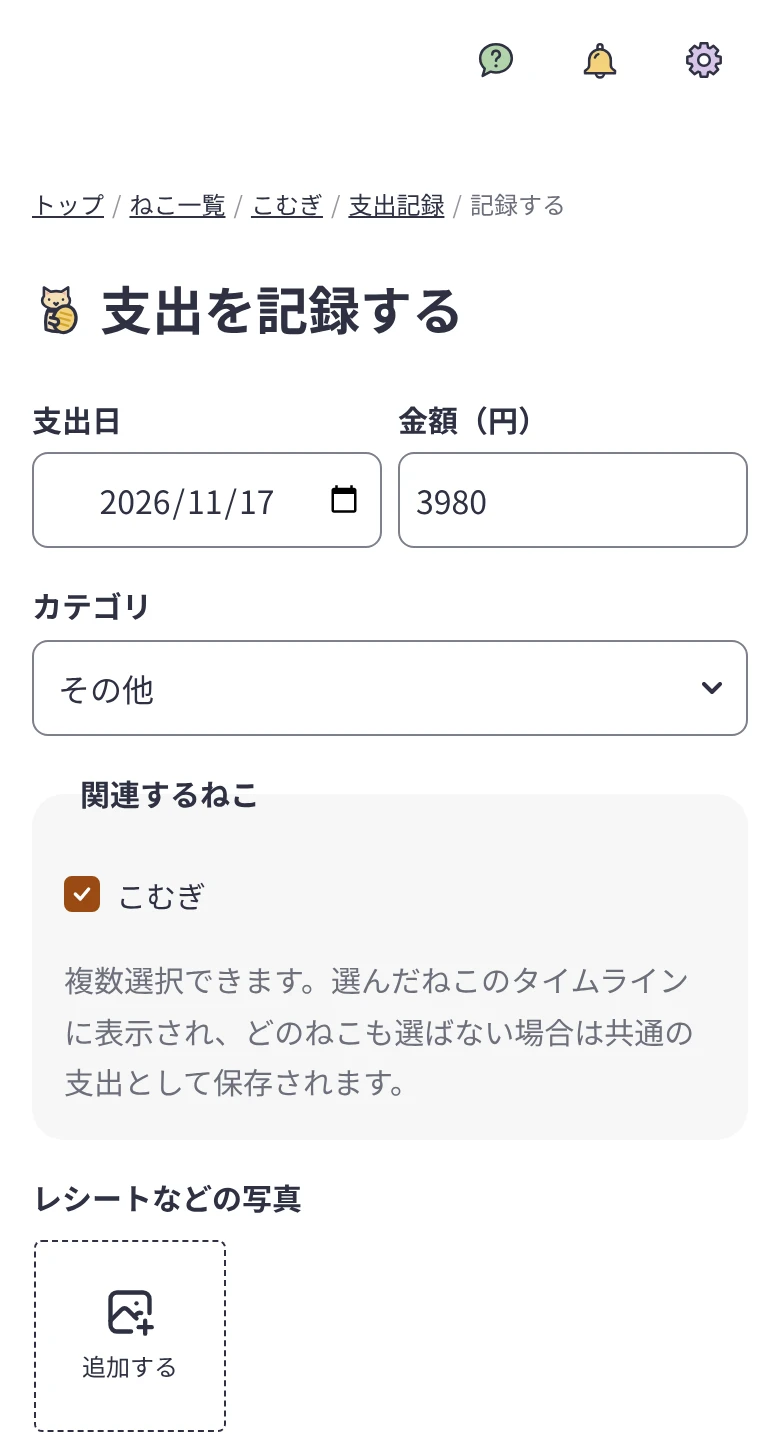 トップ / ねこ一覧 / こむぎ / 支出記録 / 記録する
支出を記録する
支出日
金額（円）
2026/11/17
3980
カテゴリ
その他
関連するねこ
こむぎ
複数選択できます。選んだねこのタイムライン
に表示され、どのねこも選ばない場合は共通の
支出として保存されます。
レシートなどの写真
追加する